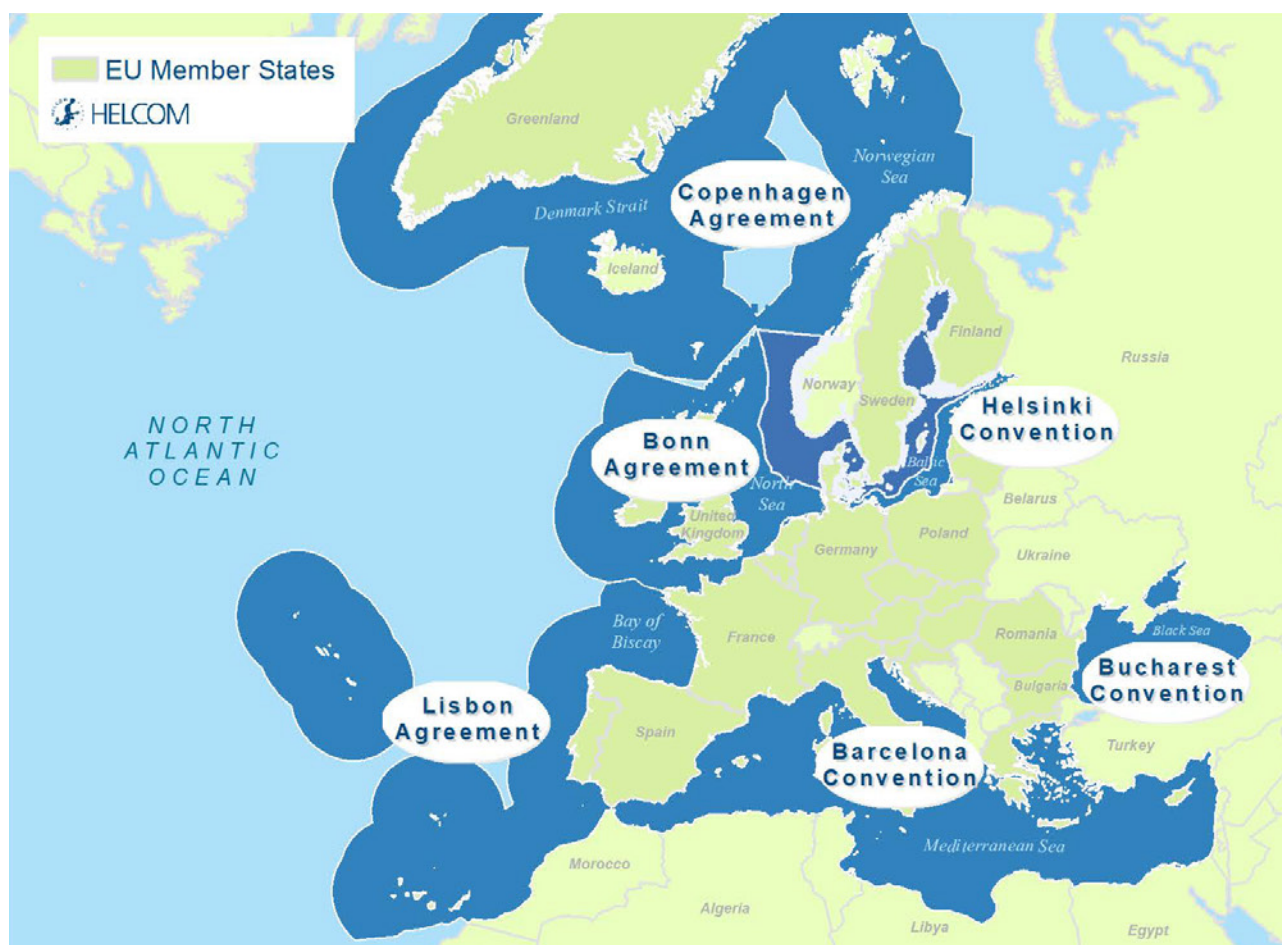 EU Member States
HELCOM
Greenland
Norwegian
Sea
Copenhagen
Agreement
Denmark Strait
Iceland
Finland
Russia
Norway
Sweden
Helsinki
Convention
NORTH
ATLANTIC
OCEAN
Bonn
Agreement
Baltic
Sea
North
Sea
Belarus
United
Kingdom
Poland
Germany
Ukraine
Bay of
Biscay
France
Romania
Black Sea
Bucharest
Convention
Bulgaria
Lisbon
Agreement
Spain
Barcelona
Convention
Turkey
Mediterranean Sea
Morocco
Algeria
Libya
Egypt